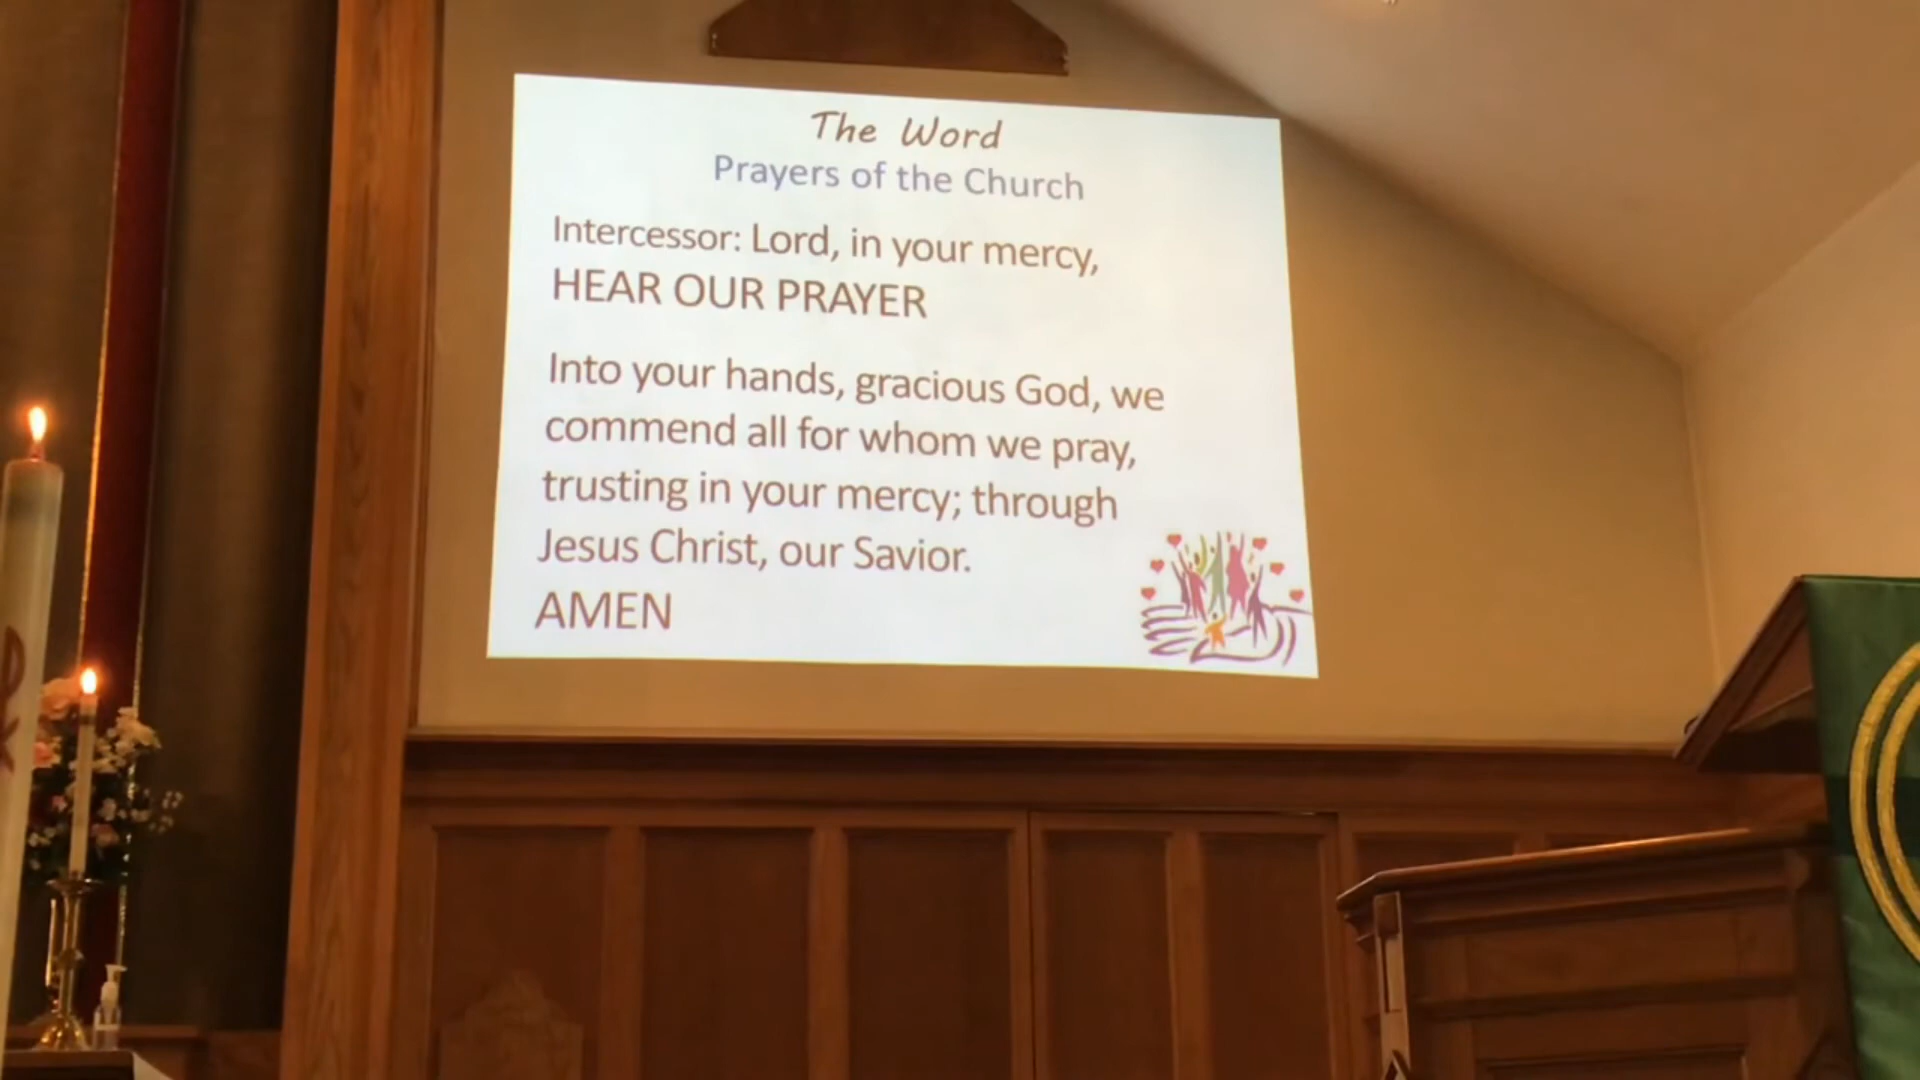 The Word
Prayers of the Church
Intercessor: Lord, in your mercy,
HEAR OUR PRAYER
Into your hands, gracious God, we
commend all for whom we pray,
trusting in your mercy; through
Jesus Christ, our Savior.
AMEN